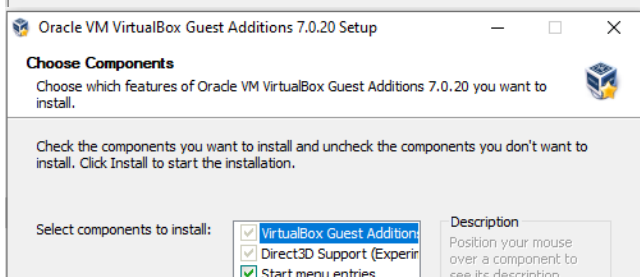 Oracle VM VirtualBox Guest Additions 7.0.20 Setup
Choose Components
Choose which features of Oracle VM VirtualBox Guest Additions 7.0.20 you want to
install.
Check the components you want to install and uncheck the components you don't want to
install. Click Install to start the installation.
Select components to install:
VirtualBox Guest Additions
Direct3D Support (Experim
Start menu entries
Description
Position your mouse
over a component to
see its description